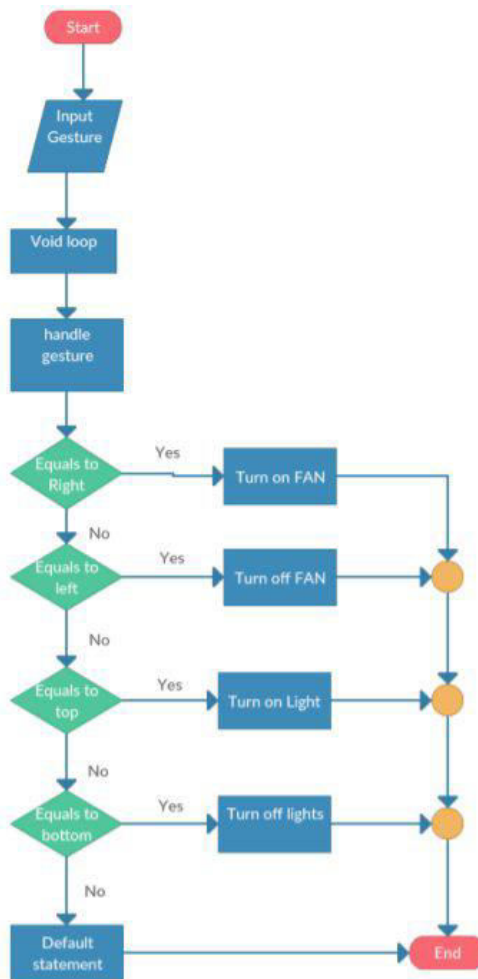 Start
Input
Gesture
Void loop
handle
gesture
Equals to
Right
Yes
Turn on FAN
No
Equals to
left
Yes
Turn off FAN
No
Equals to
top
Yes
Turn on Light
No
Equals to
bottom
Yes
Turn off lights
No
Default
statement
End